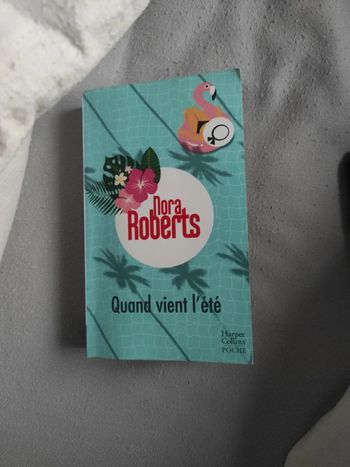 Nora
Roberts
Quand vient l'été
Harper
Collins
POCHE